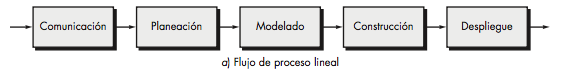 Comunicación Planeación Modelado Construcción Despliegue
a) Flujo de proceso lineal